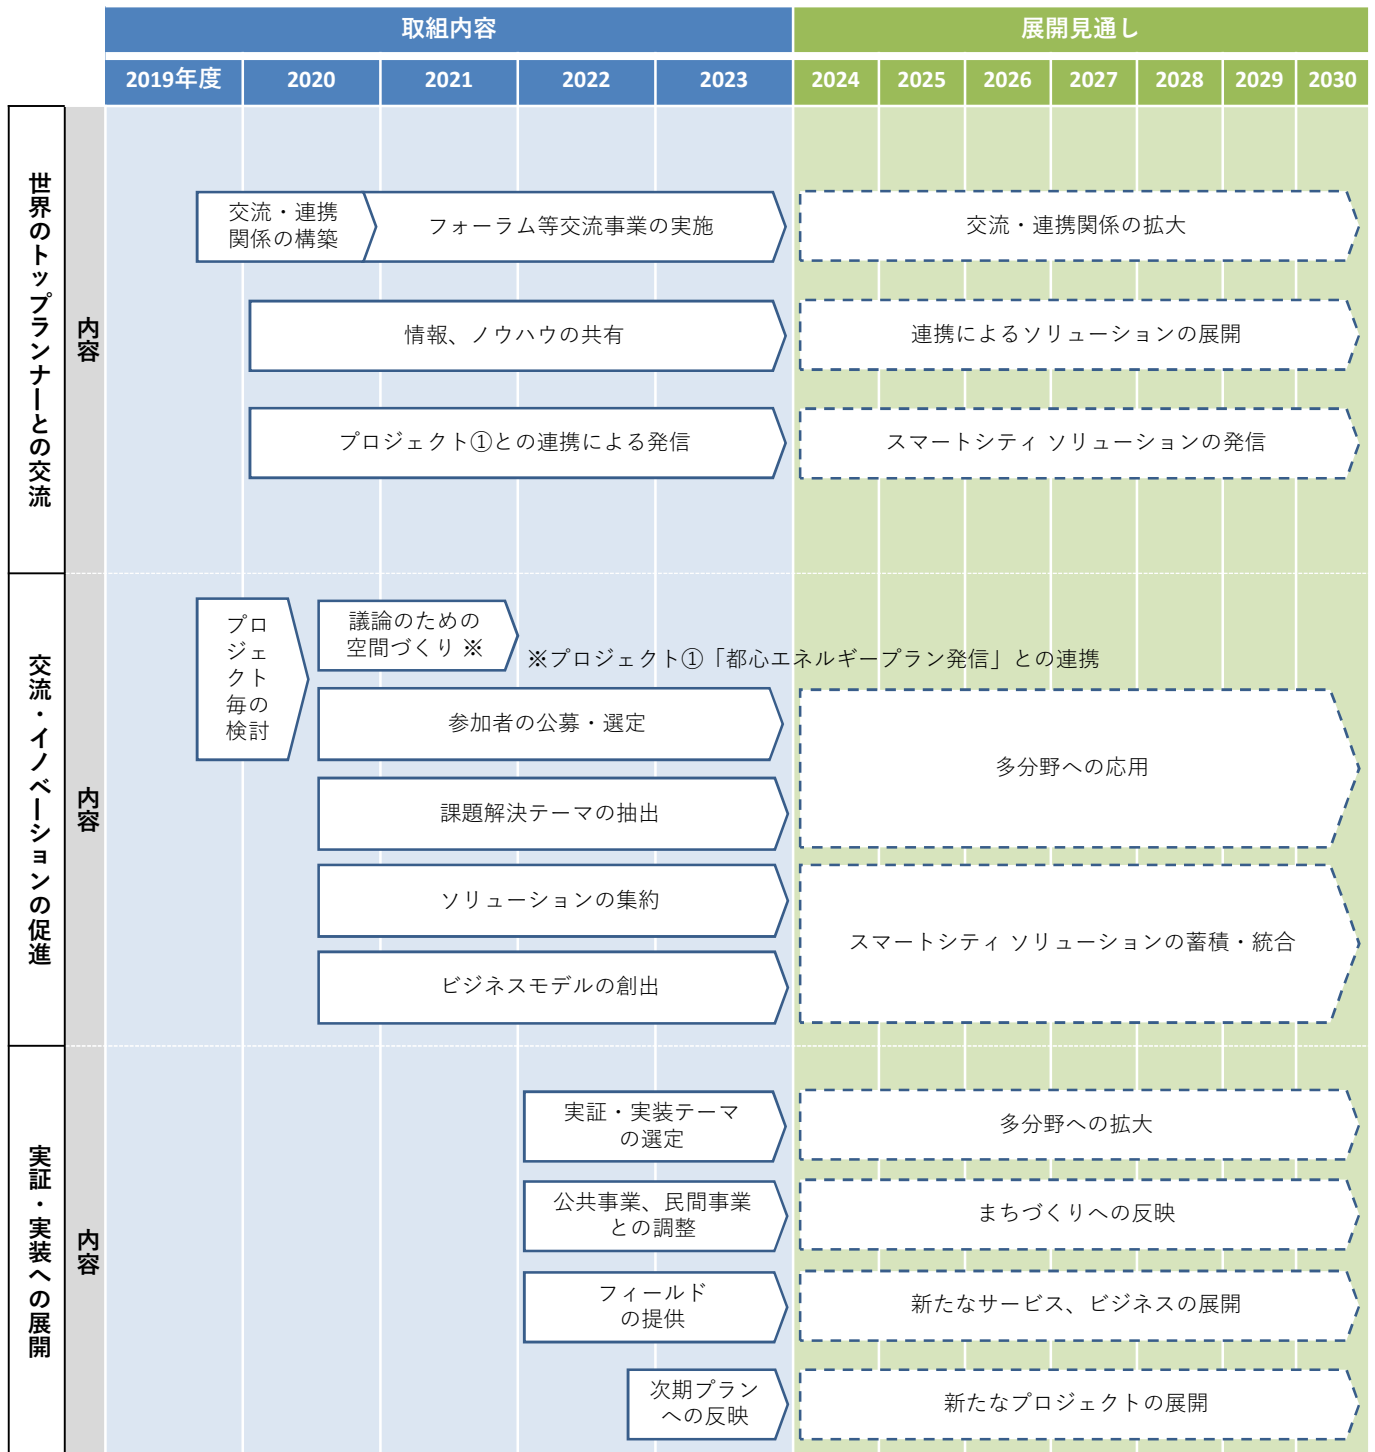 取組内容
展開見通し
2019年度
2020
2021
2022
2023
2024
2025
2026
2027
2028
2029
2030
世界のトップランナーとの交流
内容
交流・連携
関係の構築
フォーラム等交流事業の実施
交流・連携関係の拡大
情報、ノウハウの共有
連携によるソリューションの展開
プロジェクト①との連携による発信
スマートシティ ソリューションの発信
交流・イノベーションの促進
内容
プロ
ジェ
クト
毎の
検討
議論のための
空間づくり ※
※プロジェクト①「都心エネルギープラン発信」との連携
参加者の公募・選定
多分野への応用
課題解決テーマの抽出
ソリューションの集約
スマートシティ ソリューションの蓄積・統合
ビジネスモデルの創出
実証・実装への展開
内容
実証・実装テーマ
の選定
多分野への拡大
公共事業、民間事業
との調整
まちづくりへの反映
フィールド
の提供
新たなサービス、ビジネスの展開
次期プラン
への反映
新たなプロジェクトの展開